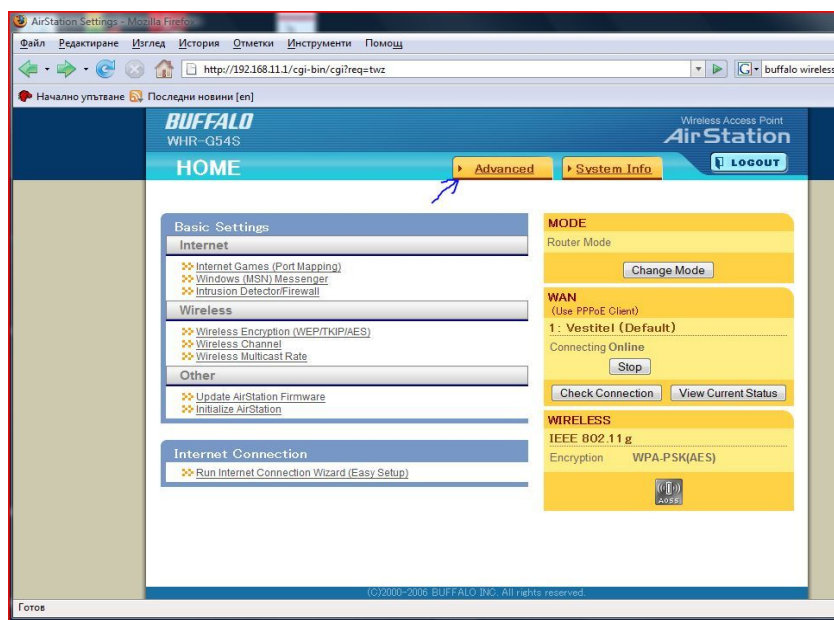 AirStation Settings - Mozilla Firefox
Файл Редактиране Изглед История Отметки Инструменти Помощ
http://192.168.11.1/cgi-bin/cgi?req=twz
buffalo wireless
Начално упътване Последни новини [en]
BUFFALO
WHR-G54S
Wireless Access Point
AirStation
HOME
Advanced
System Info
LOGOUT
Basic Settings
Internet
Internet Games (Port Mapping)
Windows (MSN) Messenger
Intrusion Detector/Firewall
Wireless
Wireless Encryption (WEP/TKIP/AES)
Wireless Channel
Wireless Multicast Rate
Other
Update AirStation Firmware
Initialize AirStation
Internet Connection
Run Internet Connection Wizard (Easy Setup)
MODE
Router Mode
Change Mode
WAN
(Use PPPoE Client)
1: Vestitel (Default)
Connecting Online
Stop
Check Connection View Current Status
WIRELESS
IEEE 802.11g
Encryption WPA-PSK(AES)
AOSS
(C)2000-2006 BUFFALO INC. All rights reserved.
Готов